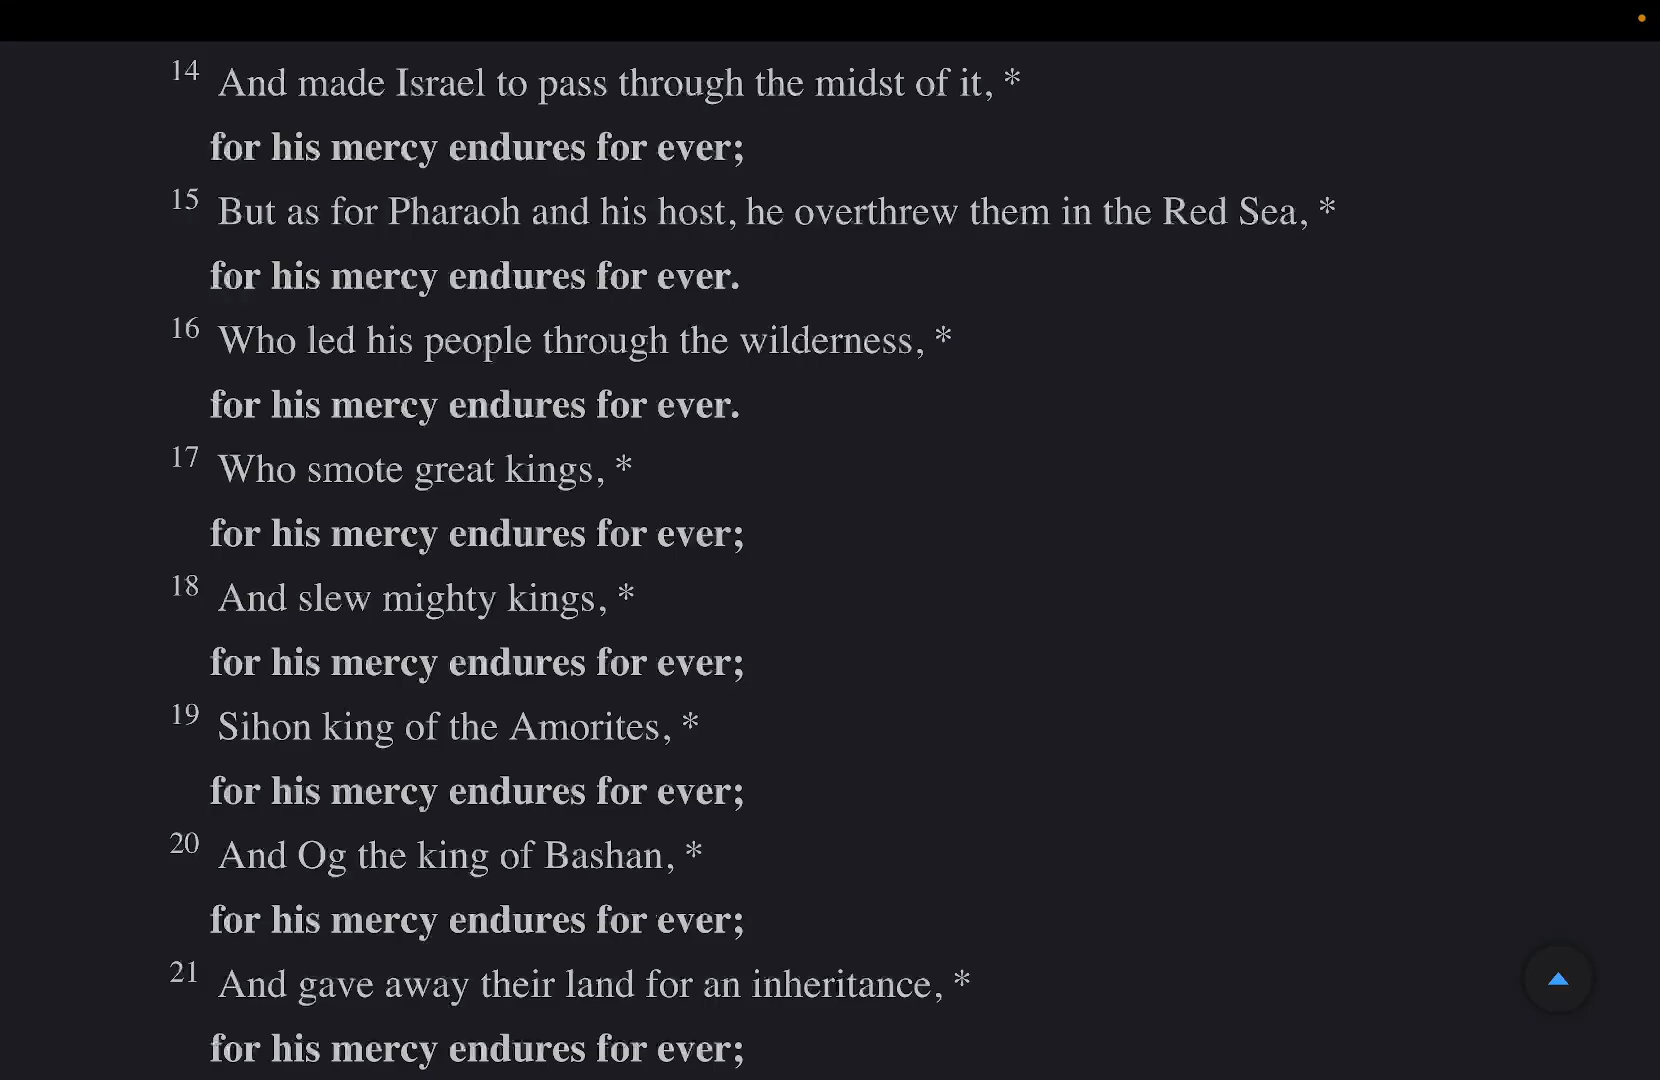 14 And made Israel to pass through the midst of it, *
for his mercy endures for ever;
15 But as for Pharaoh and his host, he overthrew them in the Red Sea, *
for his mercy endures for ever.
16 Who led his people through the wilderness, *
for his mercy endures for ever.
17 Who smote great kings, *
for his mercy endures for ever;
18 And slew mighty kings, *
for his mercy endures for ever;
19 Sihon king of the Amorites, *
for his mercy endures for ever;
20 And Og the king of Bashan, *
for his mercy endures for ever;
21 And gave away their land for an inheritance, *
for his mercy endures for ever;